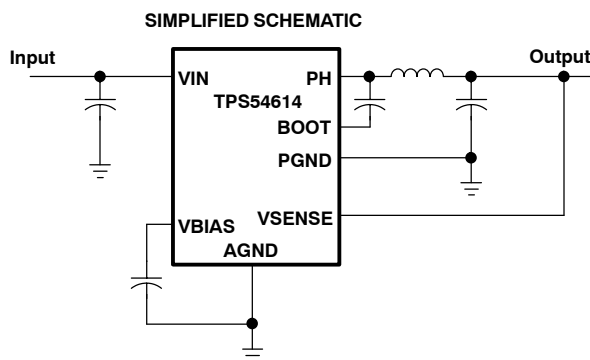 SIMPLIFIED SCHEMATIC
Input
Output
VIN
PH
TPS54614
BOOT
PGND
VSENSE
VBIAS
AGND